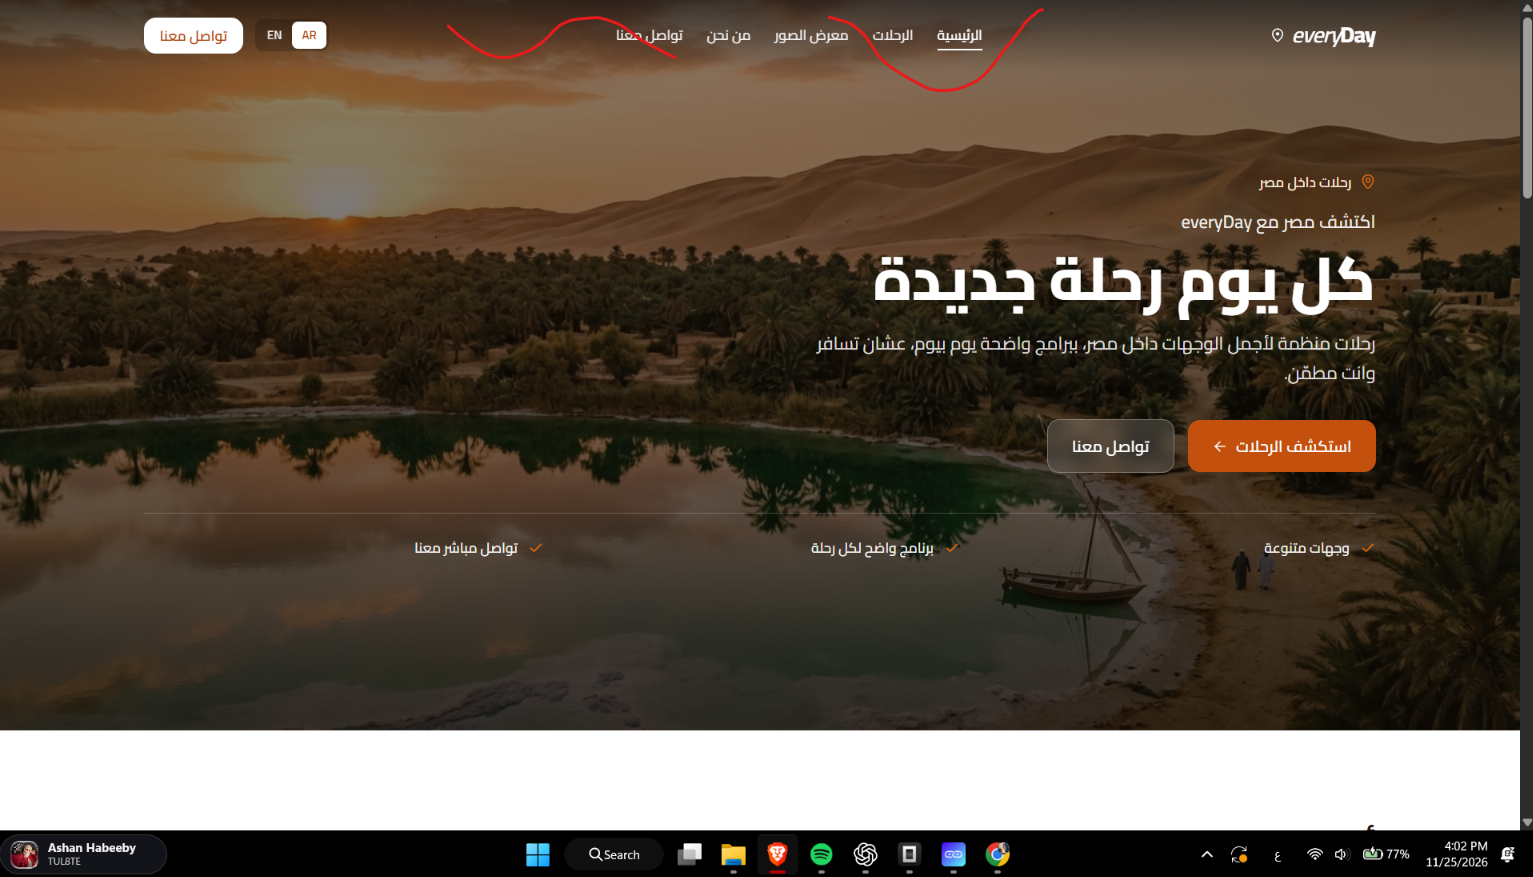 everyDay
الرئيسية
الرحلات
معرض الصور
من نحن
تواصل معنا
AR
EN
تواصل معنا
رحلات داخل مصر
اكتشف مصر مع everyDay
كل يوم رحلة جديدة
رحلات منظمة لأجمل الوجهات داخل مصر، ببرامج واضحة يوم بيوم، عشان تسافر
وانت مطمّن.
استكشف الرحلات ←
تواصل معنا
وجهات متنوعة
برنامج واضح لكل رحلة
تواصل مباشر معنا
Ashan Habeeby
TUL8TE
Search
ع
77%
4:02 PM
11/25/2026